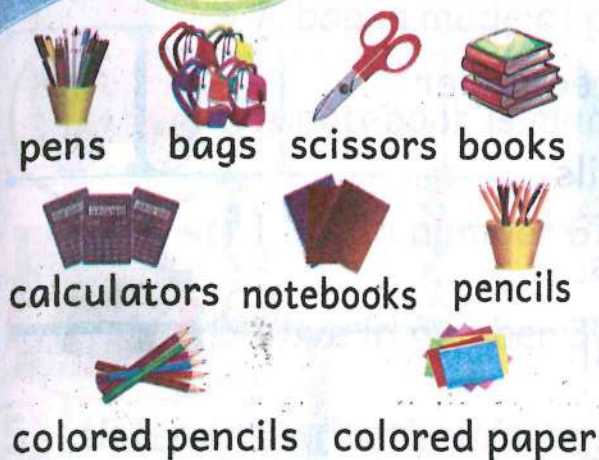 pens bags scissors books
calculators notebooks pencils
colored pencils colored paper